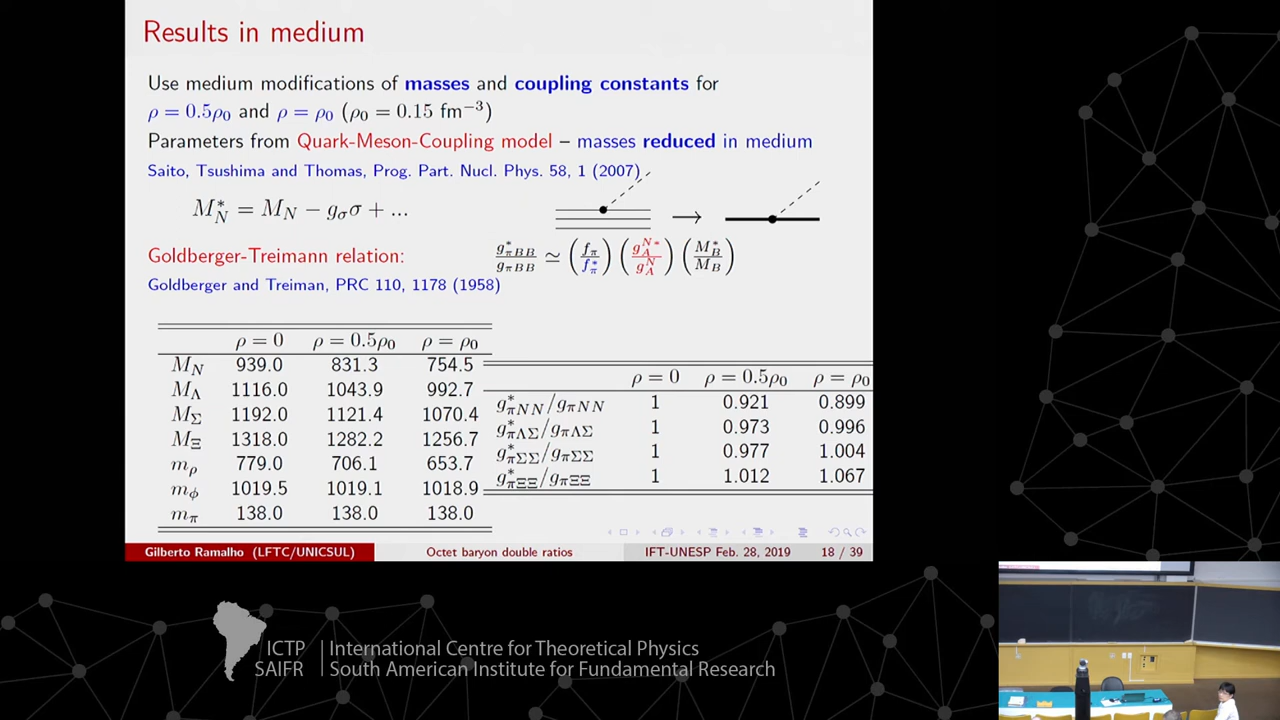 Results in medium
Use medium modifications of masses and coupling constants for
ρ = 0.5ρ₀ and ρ = ρ₀ (ρ₀ = 0.15 fm⁻³)
Parameters from Quark-Meson-Coupling model – masses reduced in medium
Saito, Tsushima and Thomas, Prog. Part. Nucl. Phys. 58, 1 (2007)
M*_N = M_N − g_σσ + ...
Goldberger-Treimann relation:
g*_πBB/g_πBB ≃ (f_π/f*_π) (g_A^N*/g_A^N) (M*_B/M_B)
Goldberger and Treiman, PRC 110, 1178 (1958)
ρ = 0 ρ = 0.5ρ₀ ρ = ρ₀
M_N 939.0 831.3 754.5
M_Λ 1116.0 1043.9 992.7
M_Σ 1192.0 1121.4 1070.4
M_Ξ 1318.0 1282.2 1256.7
m_ρ 779.0 706.1 653.7
m_ϕ 1019.5 1019.1 1018.9
m_π 138.0 138.0 138.0
ρ = 0 ρ = 0.5ρ₀ ρ = ρ₀
g*_πNN/g_πNN 1 0.921 0.899
g*_πΛΣ/g_πΛΣ 1 0.973 0.996
g*_πΣΣ/g_πΣΣ 1 0.977 1.004
g*_πΞΞ/g_πΞΞ 1 1.012 1.067
Gilberto Ramalho (LFTC/UNICSUL) Octet baryon double ratios IFT-UNESP Feb. 28, 2019 18 / 39
ICTP International Centre for Theoretical Physics
SAIFR South American Institute for Fundamental Research